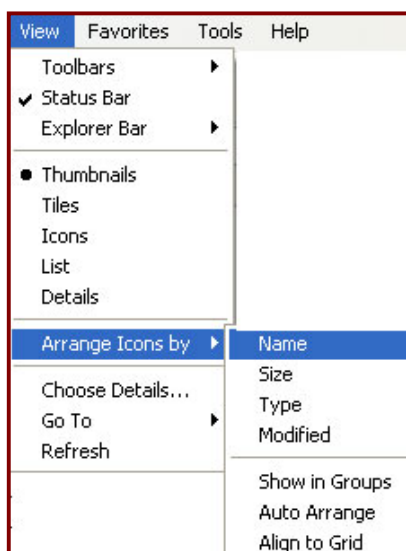 View Favorites Tools Help
Toolbars
Status Bar
Explorer Bar
Thumbnails
Tiles
Icons
List
Details
Arrange Icons by
Name
Size
Type
Modified
Show in Groups
Auto Arrange
Align to Grid
Choose Details...
Go To
Refresh